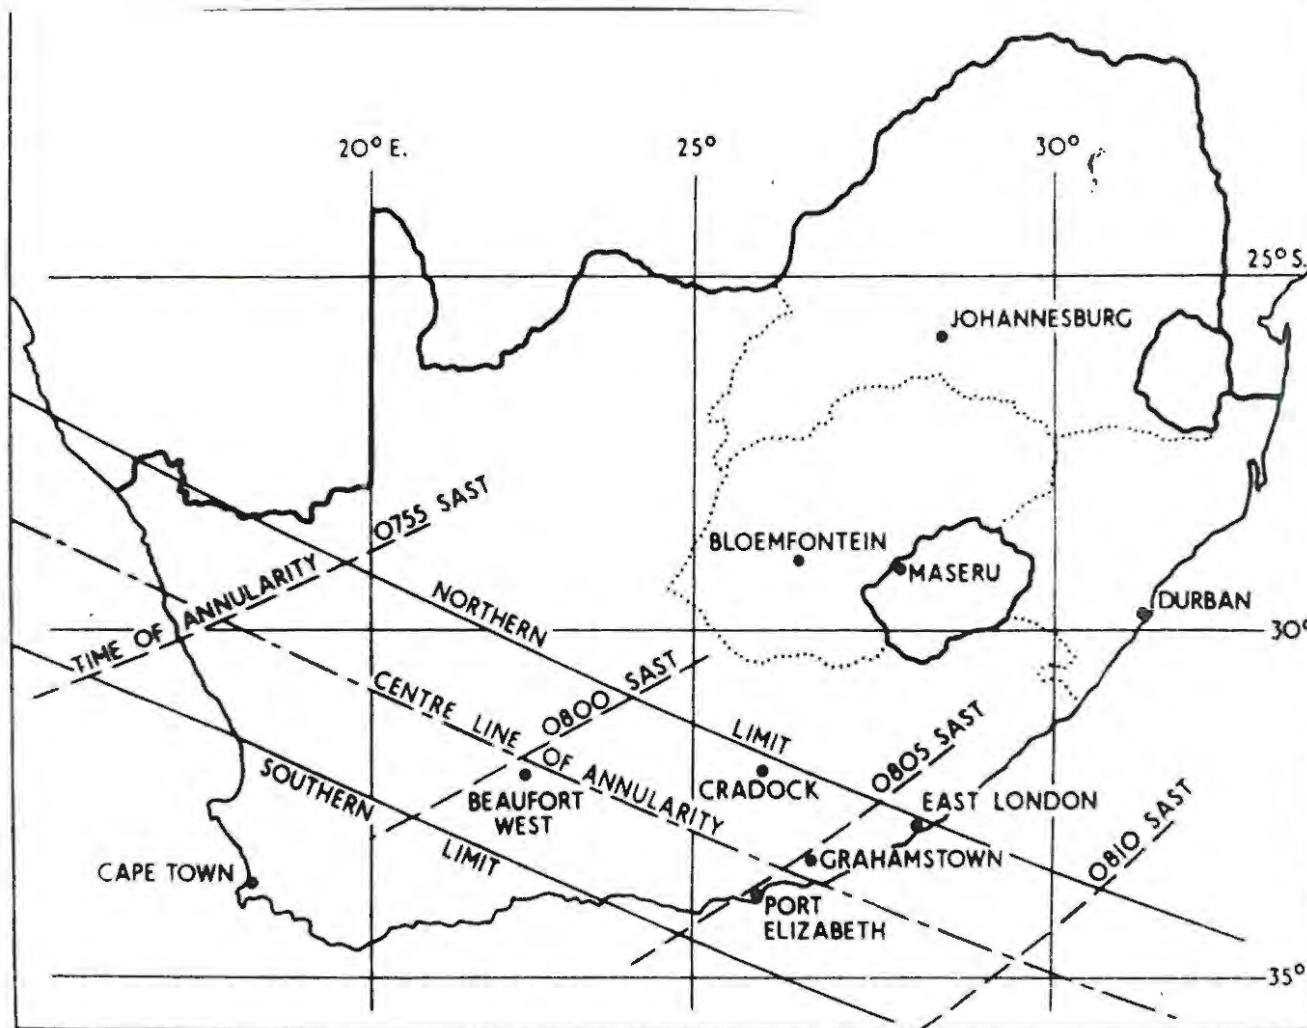 20° E.
25°
30°
25° S.
JOHANNESBURG
0755 SAST
BLOEMFONTEIN
MASERU
DURBAN
TIME OF ANNULARITY
NORTHERN
LIMIT
30°
CENTRE LINE OF ANNULARITY
0800 SAST
0805 SAST
SOUTHERN
LIMIT
BEAUFORT
WEST
CRADOCK
EAST LONDON
0810 SAST
GRAHAMSTOWN
CAPE TOWN
PORT
ELIZABETH
35°